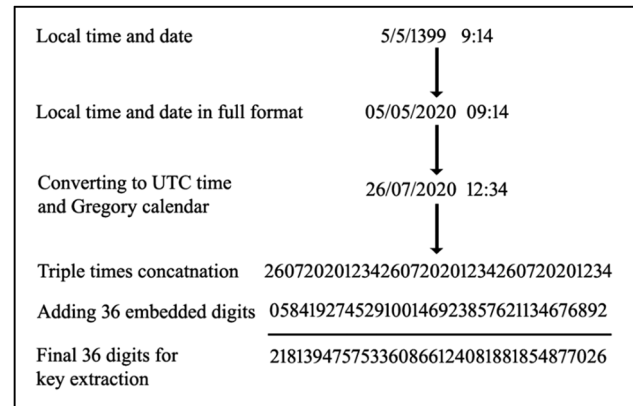 Local time and date 5/5/1399 9:14
Local time and date in full format 05/05/2020 09:14
Converting to UTC time
and Gregory calendar 26/07/2020 12:34
Triple times concatnation 260720201234260720201234260720201234
Adding 36 embedded digits 058419274529100146923857621134676892
Final 36 digits for 218139475753360866124081881854877026
key extraction